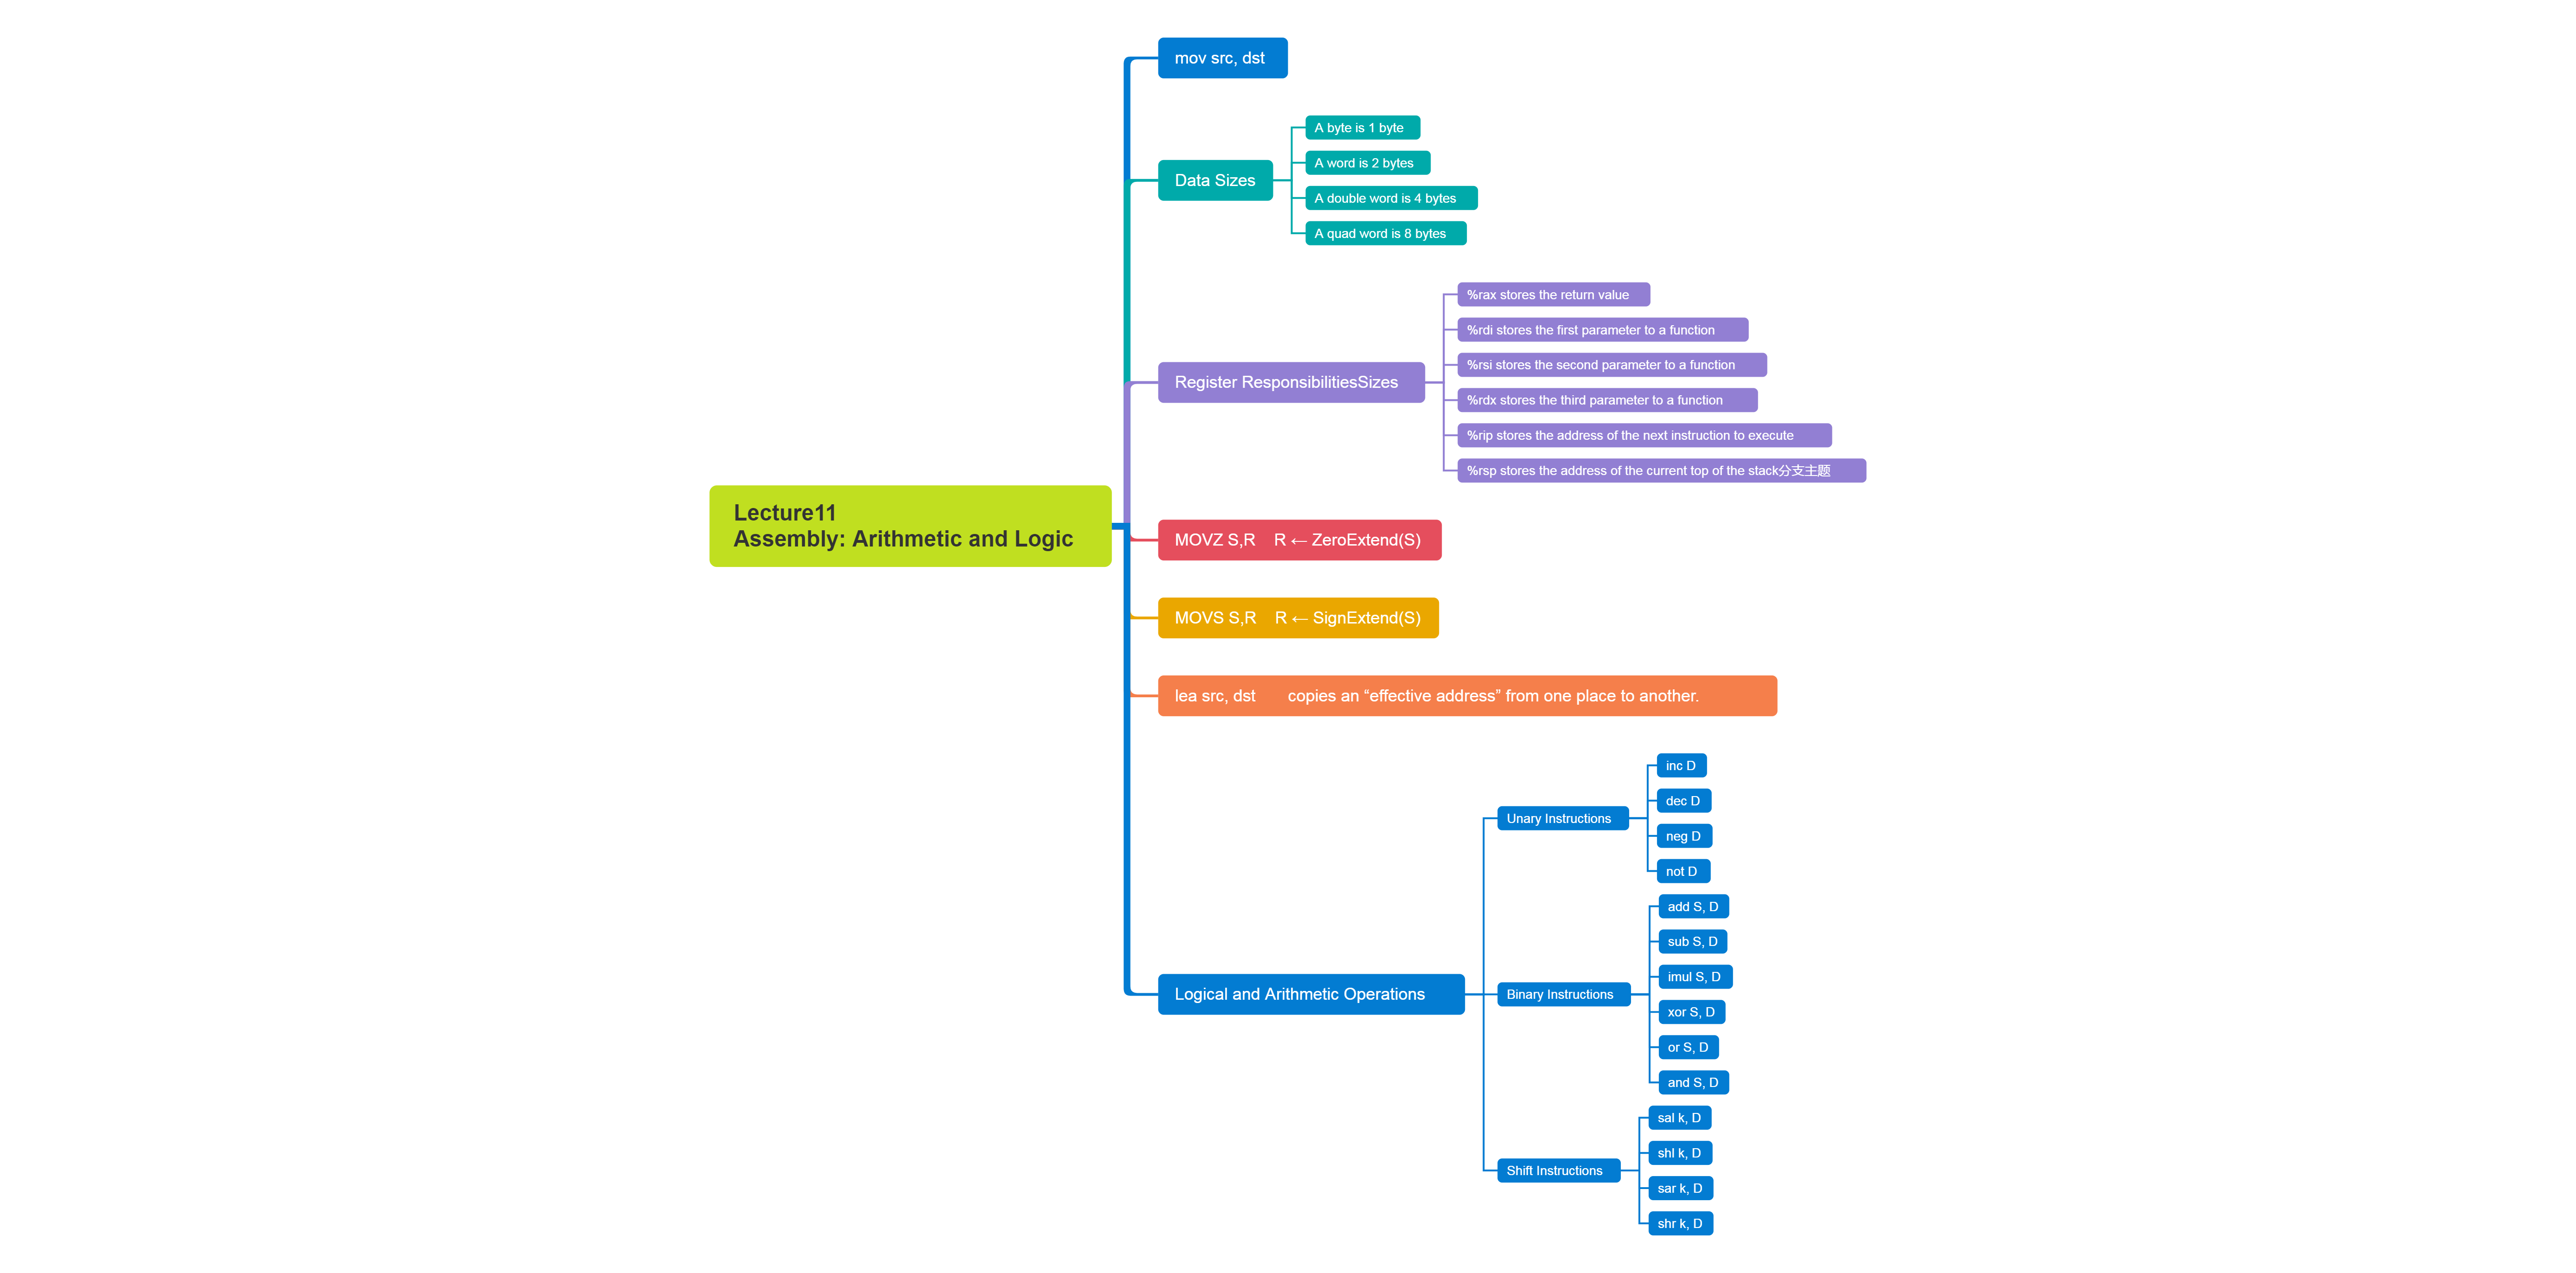 Lecture11
Assembly: Arithmetic and Logic
mov src, dst
Data Sizes
A byte is 1 byte
A word is 2 bytes
A double word is 4 bytes
A quad word is 8 bytes
Register ResponsibilitiesSizes
%rax stores the return value
%rdi stores the first parameter to a function
%rsi stores the second parameter to a function
%rdx stores the third parameter to a function
%rip stores the address of the next instruction to execute
%rsp stores the address of the current top of the stack分支主题
MOVZ S,R    R ← ZeroExtend(S)
MOVS S,R    R ← SignExtend(S)
lea src, dst       copies an “effective address” from one place to another.
Logical and Arithmetic Operations
Unary Instructions
inc D
dec D
neg D
not D
Binary Instructions
add S, D
sub S, D
imul S, D
xor S, D
or S, D
and S, D
Shift Instructions
sal k, D
shl k, D
sar k, D
shr k, D